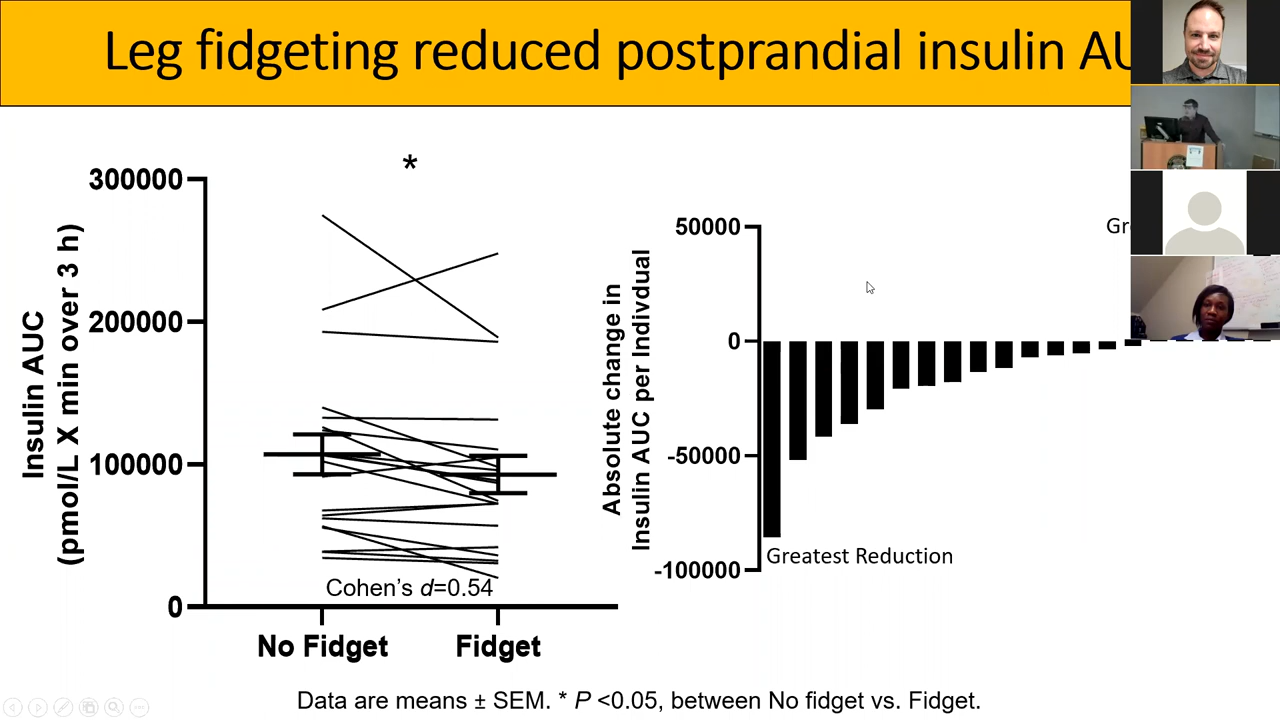 Leg fidgeting reduced postprandial insulin
*
300000
200000
100000
0
Insulin AUC
(pmol/L X min over 3 h)
Cohen's d=0.54
No Fidget
Fidget
50000
0
-50000
-100000
Absolute change in
Insulin AUC per Indivdual
Greatest Reduction
Data are means ± SEM. * P <0.05, between No fidget vs. Fidget.